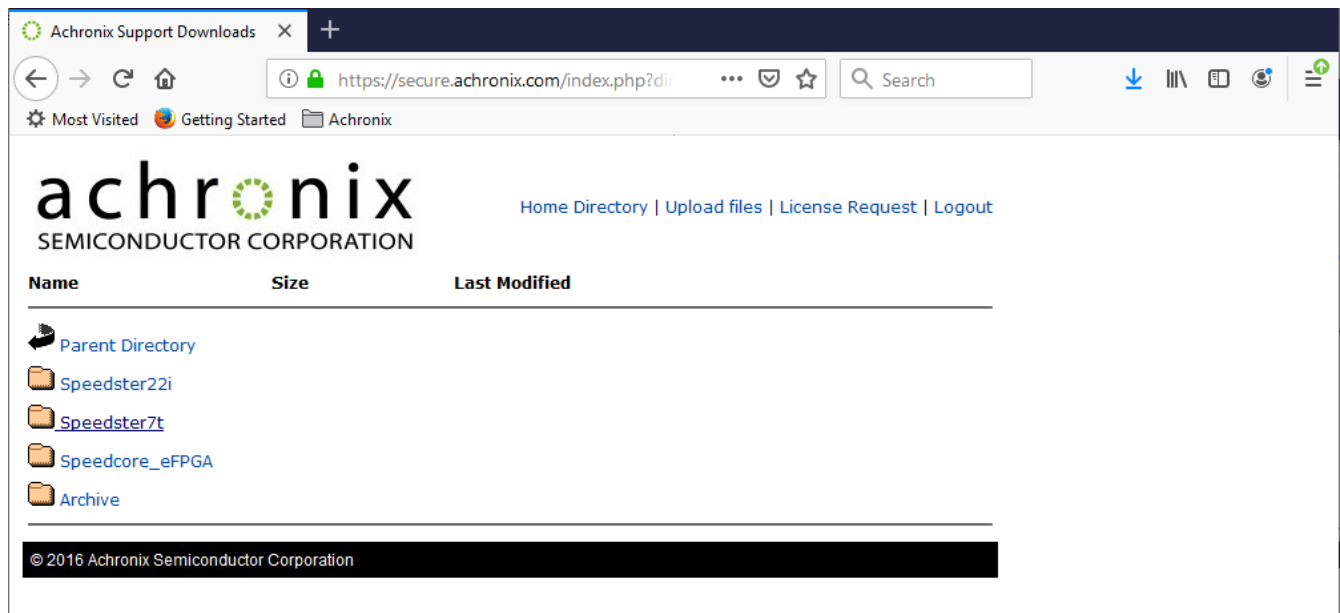 Achronix Support Downloads
https://secure.achronix.com/index.php?di
Search
Most Visited Getting Started Achronix
achronix
SEMICONDUCTOR CORPORATION
Home Directory | Upload files | License Request | Logout
Name Size Last Modified
Parent Directory
Speedster22i
Speedster7t
Speedcore_eFPGA
Archive
© 2016 Achronix Semiconductor Corporation